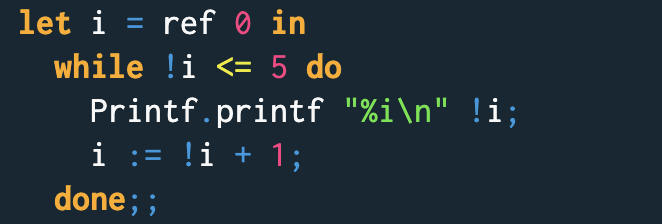 let i = ref 0 in
  while !i <= 5 do
    Printf.printf "%i\n" !i;
    i := !i + 1;
  done;;